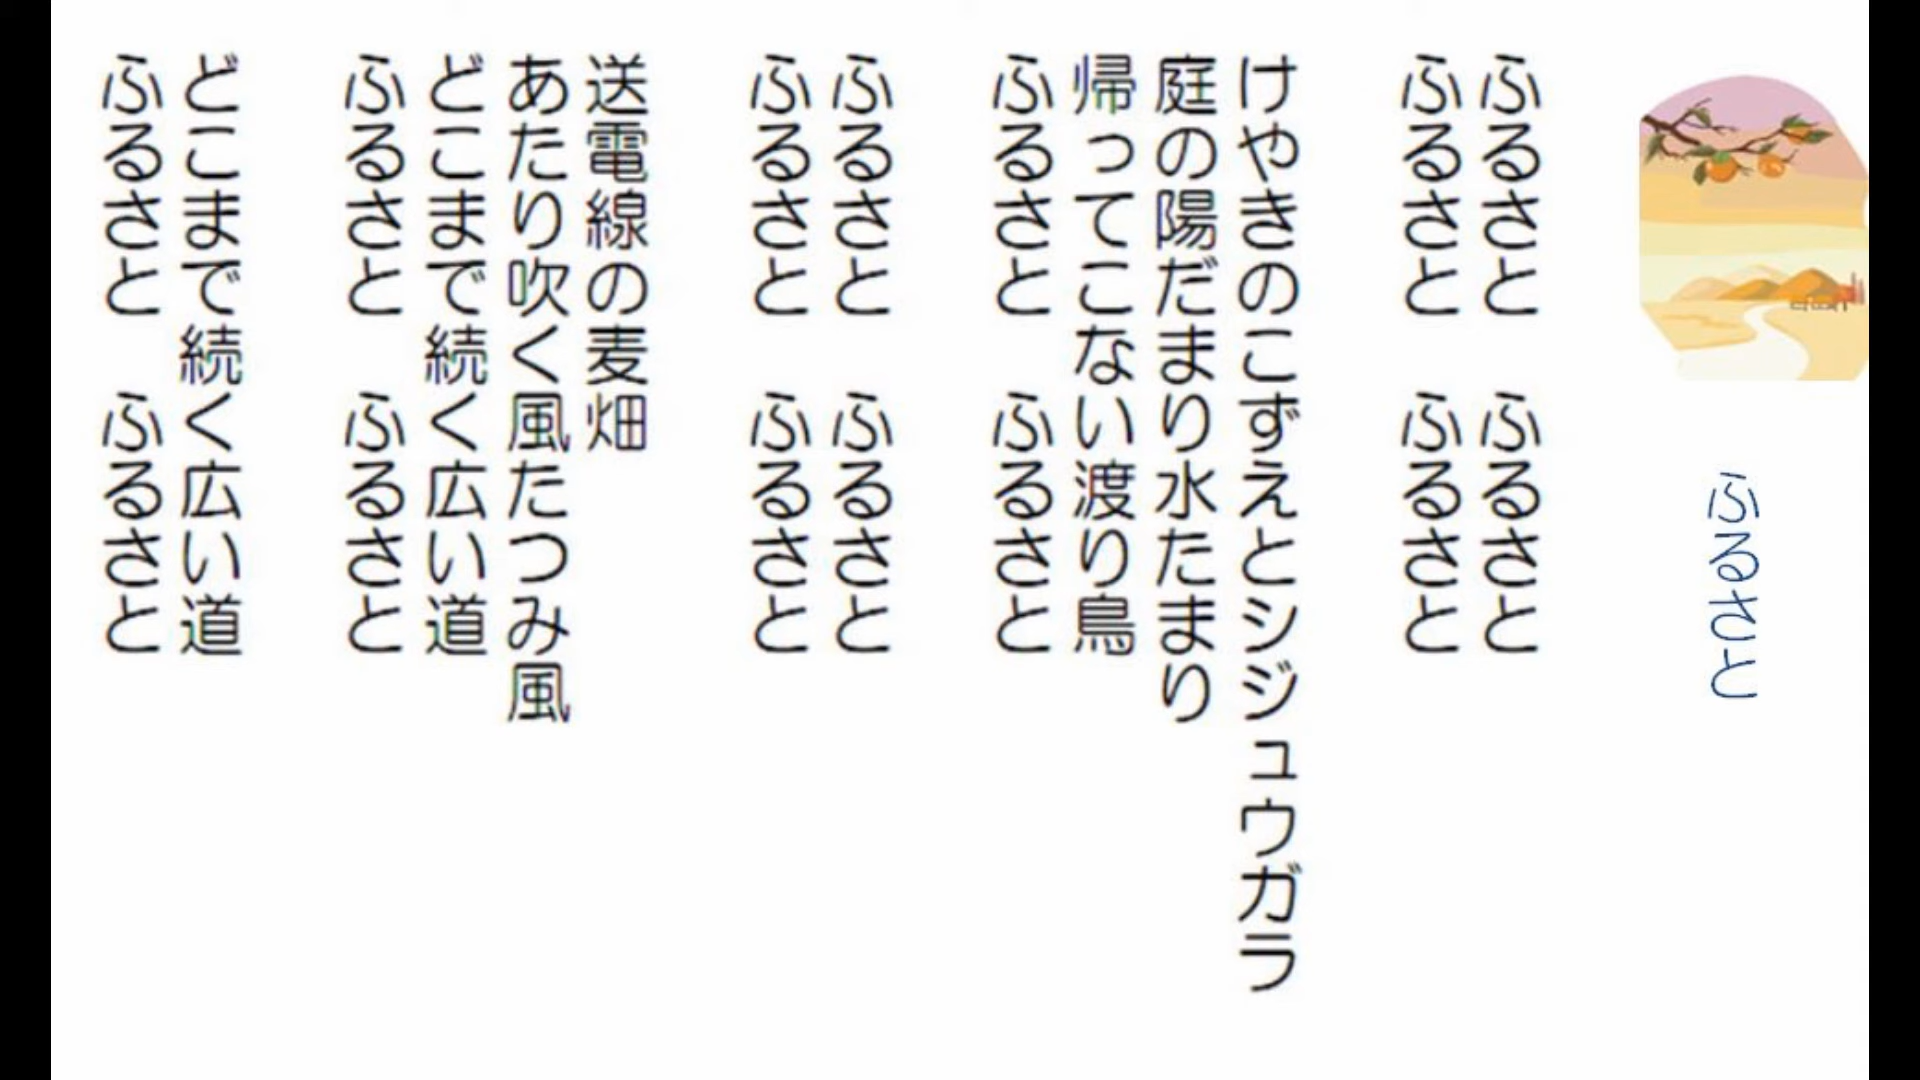 ふるさと
ふるさと　ふるさと
ふるさと　ふるさと
けやきのこずえとシジュウガラ
庭の陽だまり水たまり
帰ってこない渡り鳥
ふるさと　ふるさと
ふるさと　ふるさと
ふるさと　ふるさと
送電線の麦畑
あたり吹く風たつみ風
どこまで続く広い道
ふるさと　ふるさと
どこまで続く広い道
ふるさと　ふるさと